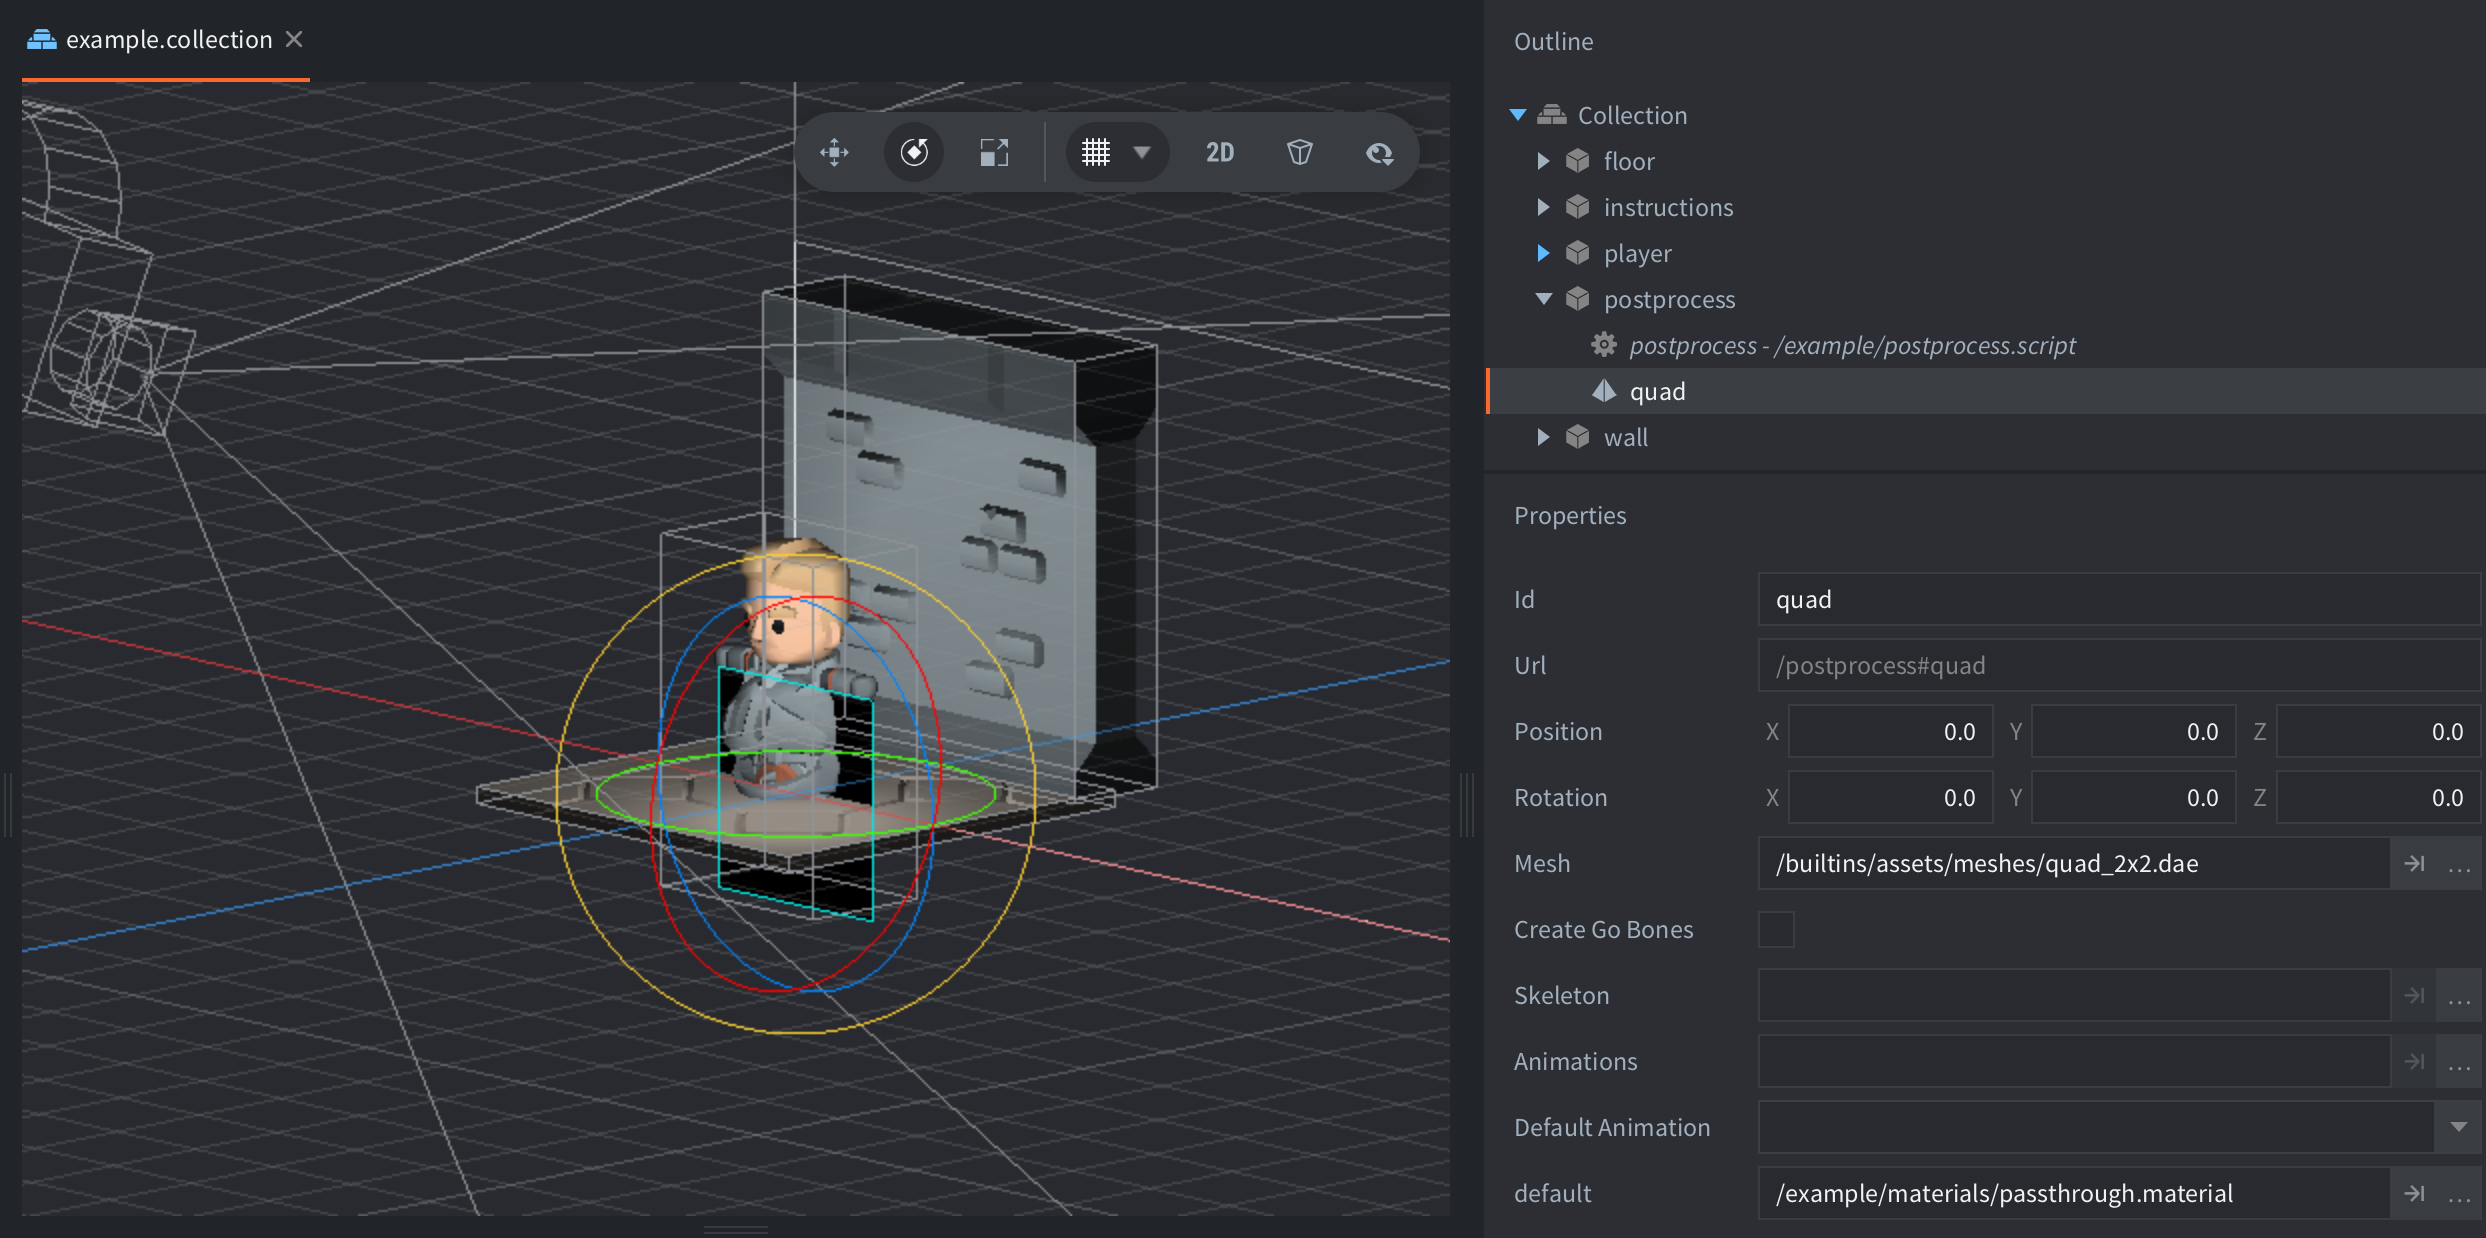 example.collection
2D
Outline
Collection
floor
instructions
player
postprocess
postprocess - /example/postprocess.script
quad
wall
Properties
Id quad
Url /postprocess#quad
Position X 0.0 Y 0.0 Z 0.0
Rotation X 0.0 Y 0.0 Z 0.0
Mesh /builtins/assets/meshes/quad_2x2.dae ...
Create Go Bones
Skeleton ...
Animations ...
Default Animation
default /example/materials/passthrough.material ...